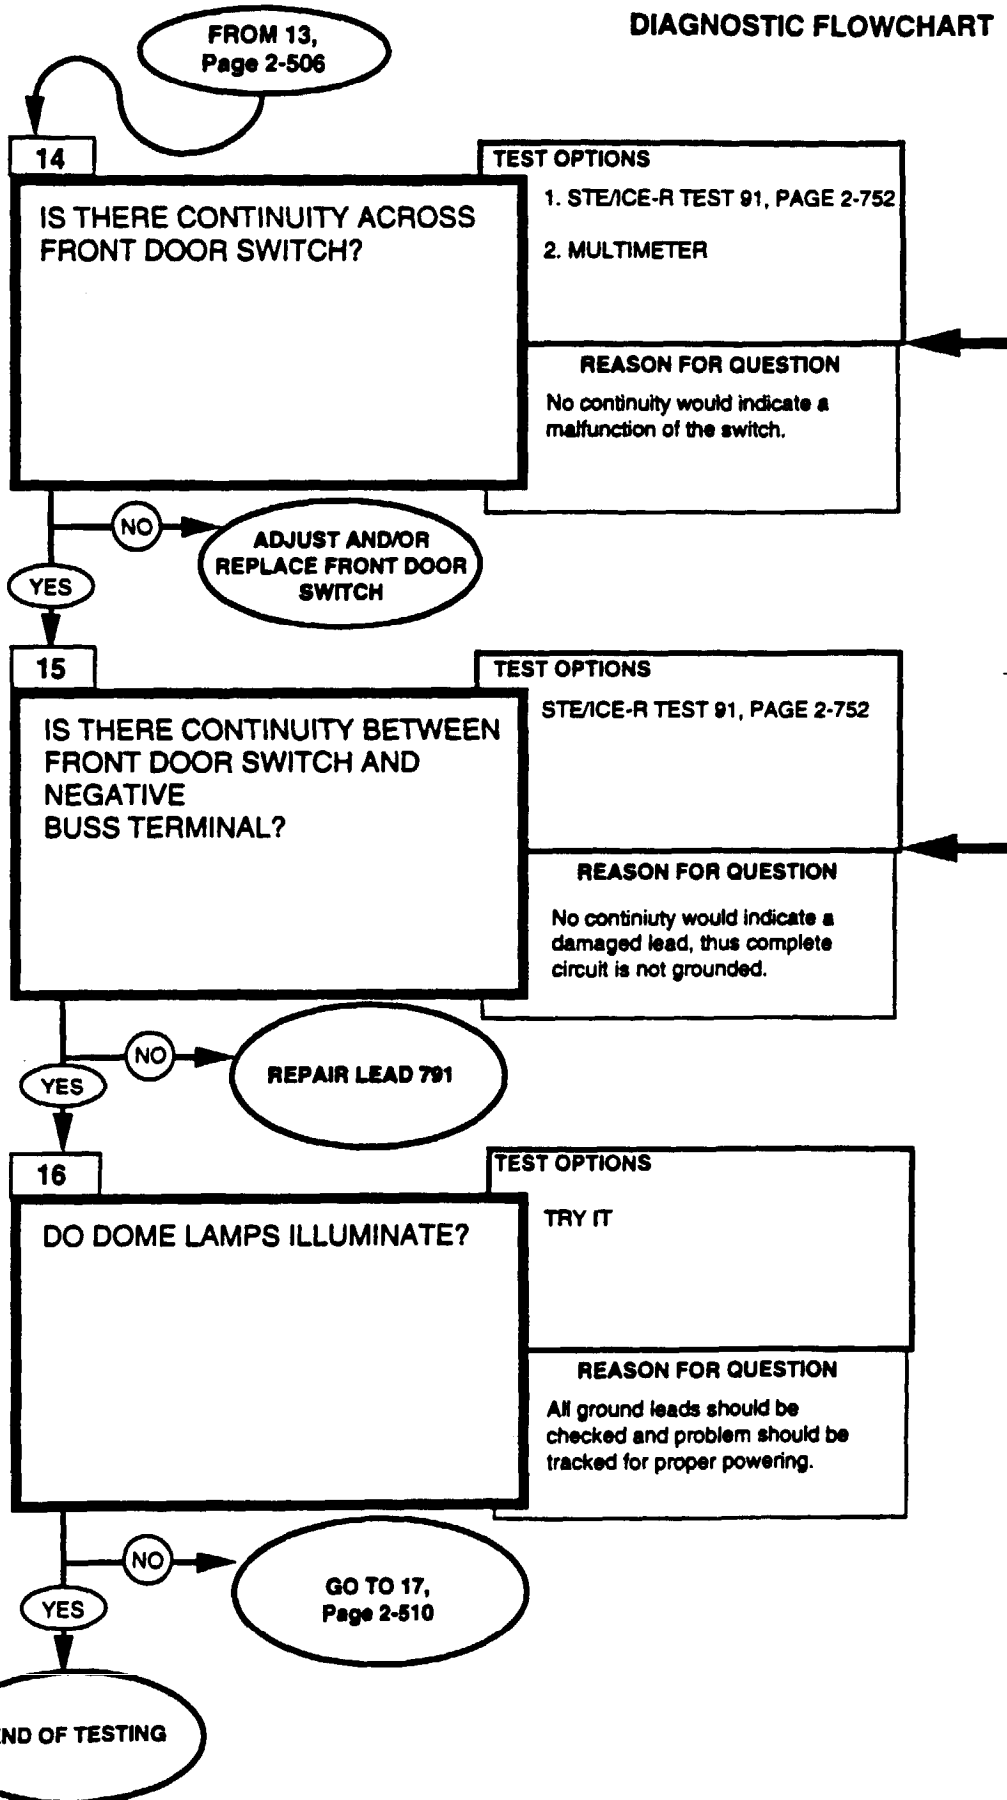 DIAGNOSTIC FLOWCHART
FROM 13,
Page 2-506
14
IS THERE CONTINUITY ACROSS
FRONT DOOR SWITCH?
TEST OPTIONS
1. STE/ICE-R TEST 91, PAGE 2-752
2. MULTIMETER
REASON FOR QUESTION
No continuity would indicate a
malfunction of the switch.
NO
ADJUST AND/OR
REPLACE FRONT DOOR
SWITCH
YES
15
IS THERE CONTINUITY BETWEEN
FRONT DOOR SWITCH AND
NEGATIVE
BUSS TERMINAL?
TEST OPTIONS
STE/ICE-R TEST 91, PAGE 2-752
REASON FOR QUESTION
No continiuty would indicate a
damaged lead, thus complete
circuit is not grounded.
NO
REPAIR LEAD 791
YES
16
DO DOME LAMPS ILLUMINATE?
TEST OPTIONS
TRY IT
REASON FOR QUESTION
All ground leads should be
checked and problem should be
tracked for proper powering.
NO
GO TO 17,
Page 2-510
YES
ND OF TESTING